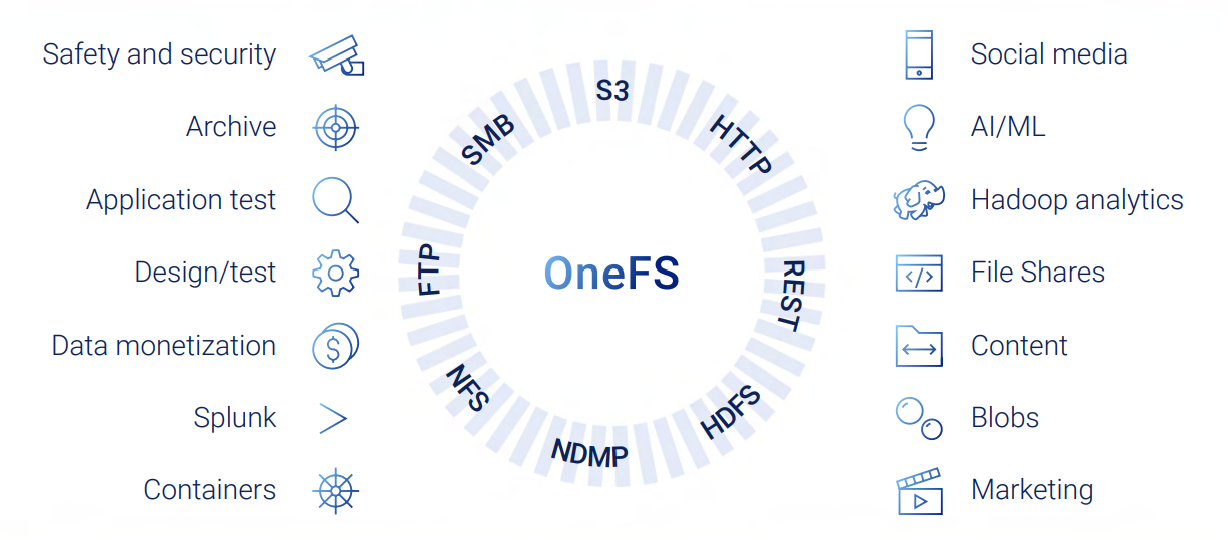 Safety and security
Archive
Application test
Design/test
Data monetization
Splunk
Containers
S3
HTTP
REST
HDFS
NDMP
NFS
FTP
SMB
OneFS
Social media
AI/ML
Hadoop analytics
File Shares
Content
Blobs
Marketing